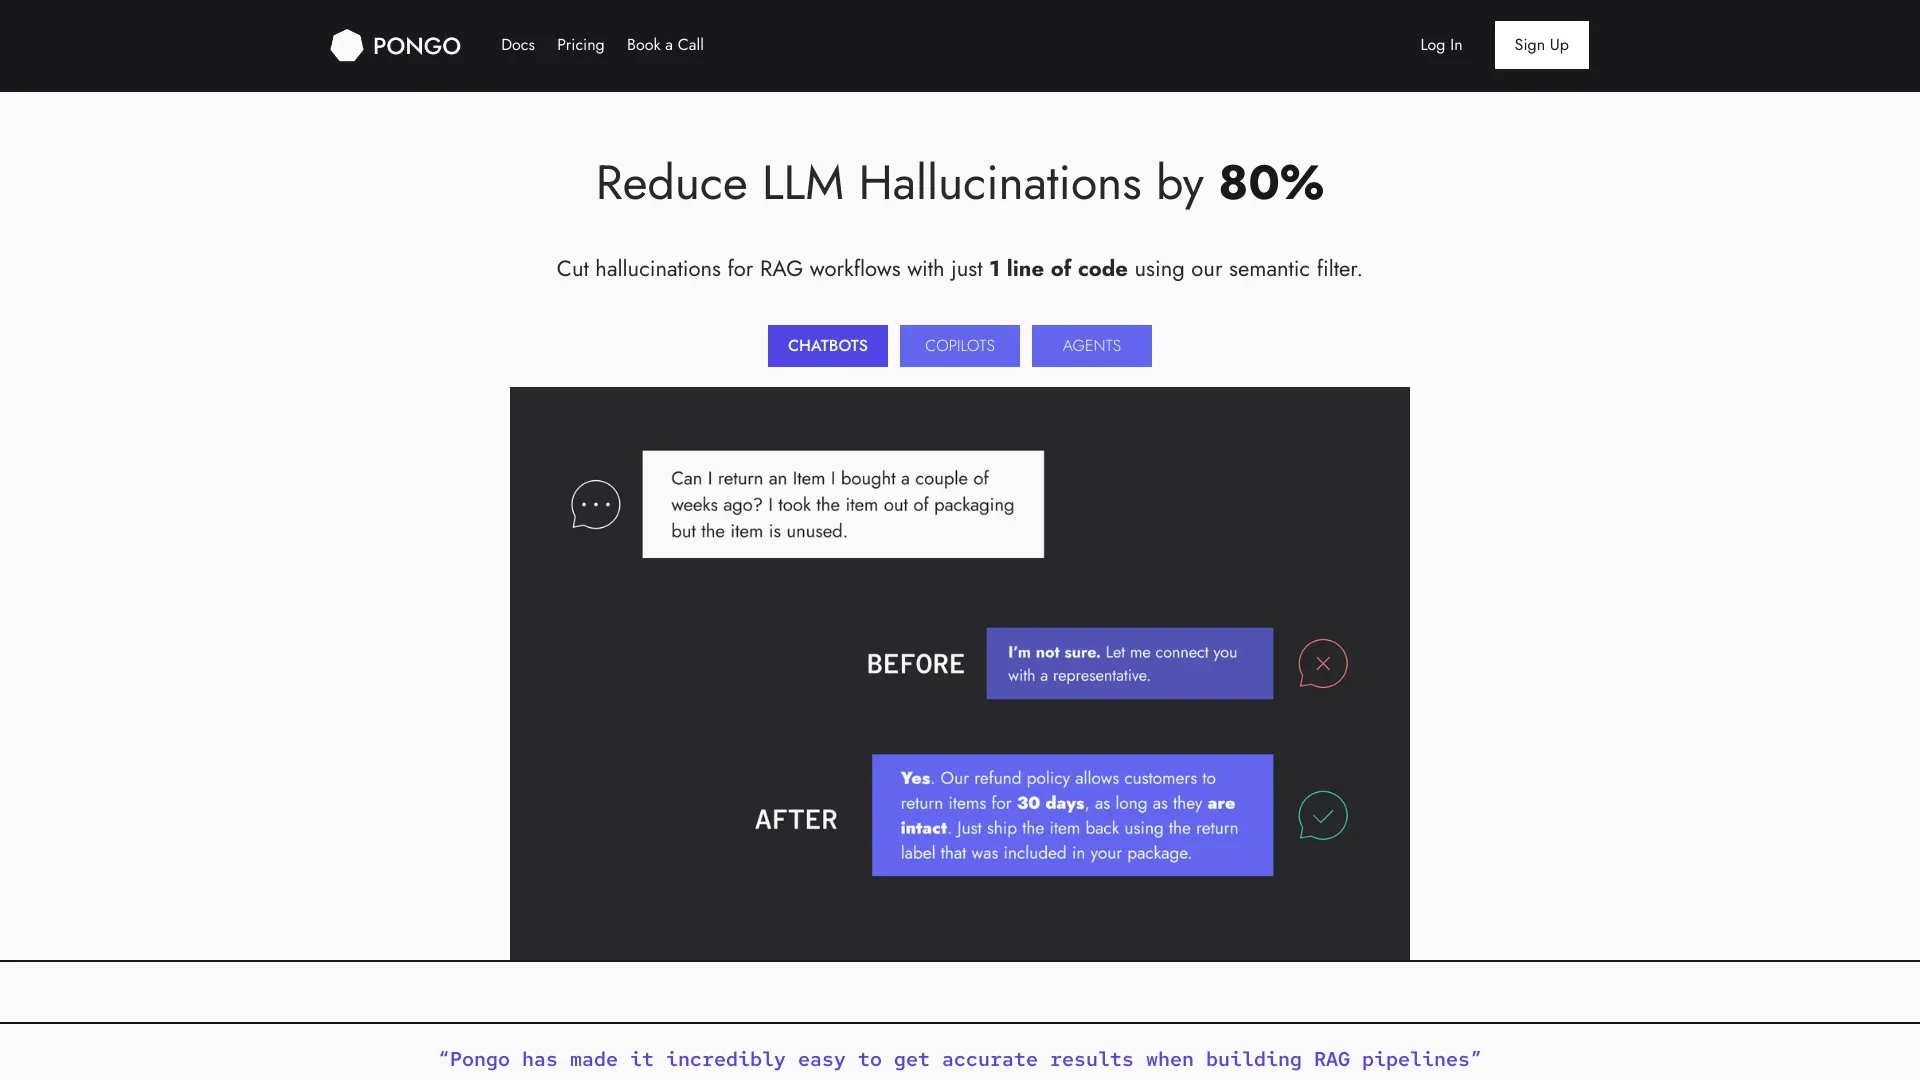 PONGO
Docs
Pricing
Book a Call
Log In
Sign Up
Reduce LLM Hallucinations by 80%
Cut hallucinations for RAG workflows with just 1 line of code using our semantic filter.
CHATBOTS
COPILOTS
AGENTS
Can I return an Item I bought a couple of
weeks ago? I took the item out of packaging
but the item is unused.
BEFORE
I’m not sure. Let me connect you
with a representative.
AFTER
Yes. Our refund policy allows customers to
return items for 30 days, as long as they are
intact. Just ship the item back using the return
label that was included in your package.
“Pongo has made it incredibly easy to get accurate results when building RAG pipelines”